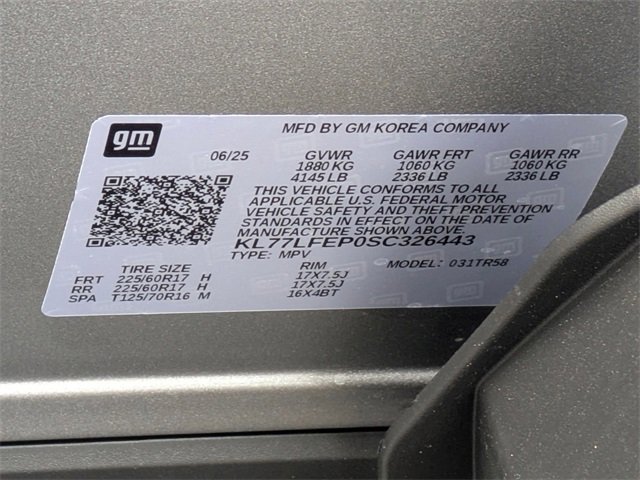 gm
MFD BY GM KOREA COMPANY
06/25 GVWR GAWR FRT GAWR RR
1880 KG 1060 KG 1060 KG
4145 LB 2336 LB 2336 LB
THIS VEHICLE CONFORMS TO ALL
APPLICABLE U.S. FEDERAL MOTOR
VEHICLE SAFETY AND THEFT PREVENTION
STANDARDS IN EFFECT ON THE DATE OF
MANUFACTURE SHOWN ABOVE.
KL77LFEP0SC326443
TYPE: MPV MODEL: 031TR58
TIRE SIZE RIM
FRT 225/60R17 H 17X7.5J
RR 225/60R17 H 17X7.5J
SPA T125/70R16 M 16X4BT